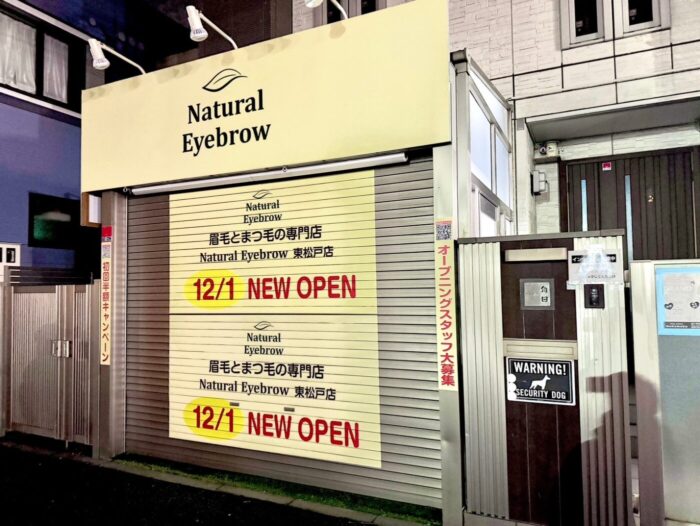 Natural
Eyebrow
Natural
Eyebrow
眉毛とまつ毛の専門店
Natural Eyebrow 東松戸店
12/1 NEW OPEN
Natural
Eyebrow
眉毛とまつ毛の専門店
Natural Eyebrow 東松戸店
12/1 NEW OPEN
初回半額キャンペーン
オープニングスタッフ大募集
WARNING!
SECURITY DOG